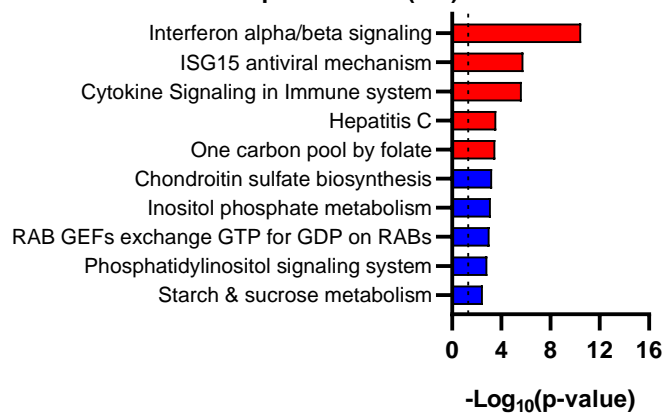 Interferon alpha/beta signaling
ISG15 antiviral mechanism
Cytokine Signaling in Immune system
Hepatitis C
One carbon pool by folate
Chondroitin sulfate biosynthesis
Inositol phosphate metabolism
RAB GEFs exchange GTP for GDP on RABs
Phosphatidylinositol signaling system
Starch & sucrose metabolism
0 4 8 12 16
-Log10(p-value)